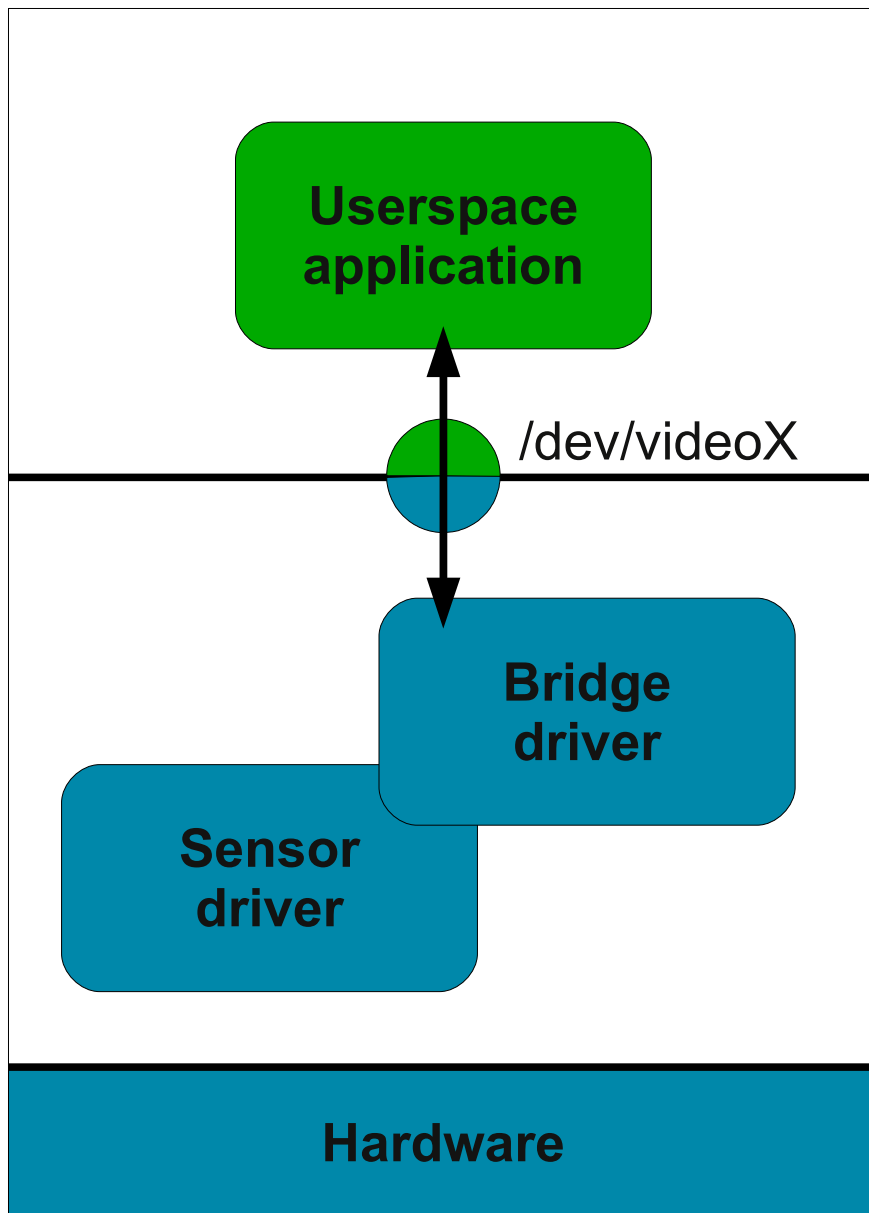 Userspace
application
/dev/videoX
Bridge
driver
Sensor
driver
Hardware